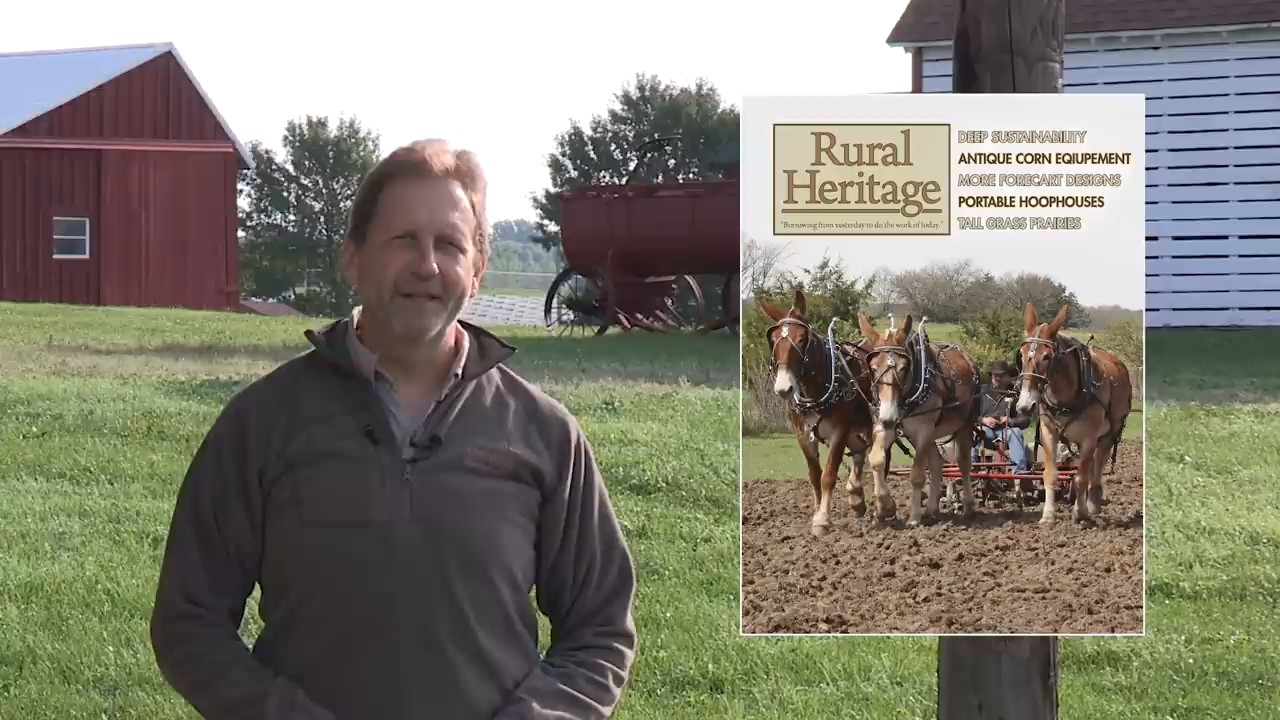 Rural
Heritage
"Borrowing from yesterday to do the work of today."
DEEP SUSTAINABILITY
ANTIQUE CORN EQIUPEMENT
MORE FORECART DESIGNS
PORTABLE HOOPHOUSES
TALL GRASS PRAIRIES